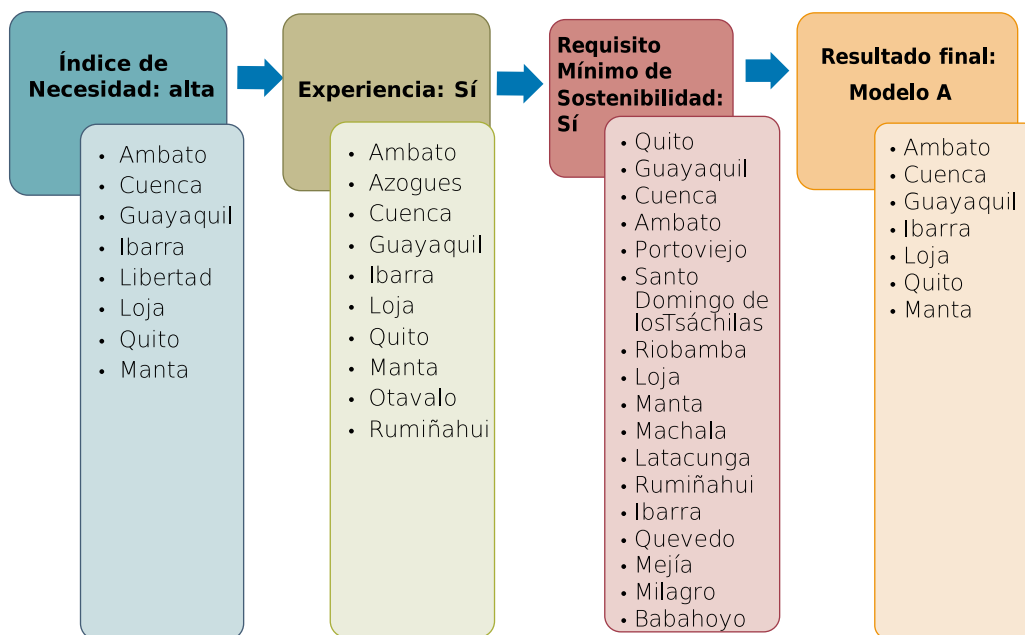 Índice de
Necesidad: alta
• Ambato
• Cuenca
• Guayaquil
• Ibarra
• Libertad
• Loja
• Quito
• Manta
Experiencia: Sí
• Ambato
• Azogues
• Cuenca
• Guayaquil
• Ibarra
• Loja
• Quito
• Manta
• Otavalo
• Rumiñahui
Requisito
Mínimo de
Sostenibilidad:
Sí
• Quito
• Guayaquil
• Cuenca
• Ambato
• Portoviejo
• Santo
Domingo de
losTsáchilas
• Riobamba
• Loja
• Manta
• Machala
• Latacunga
• Rumiñahui
• Ibarra
• Quevedo
• Mejía
• Milagro
• Babahoyo
Resultado final:
Modelo A
• Ambato
• Cuenca
• Guayaquil
• Ibarra
• Loja
• Quito
• Manta